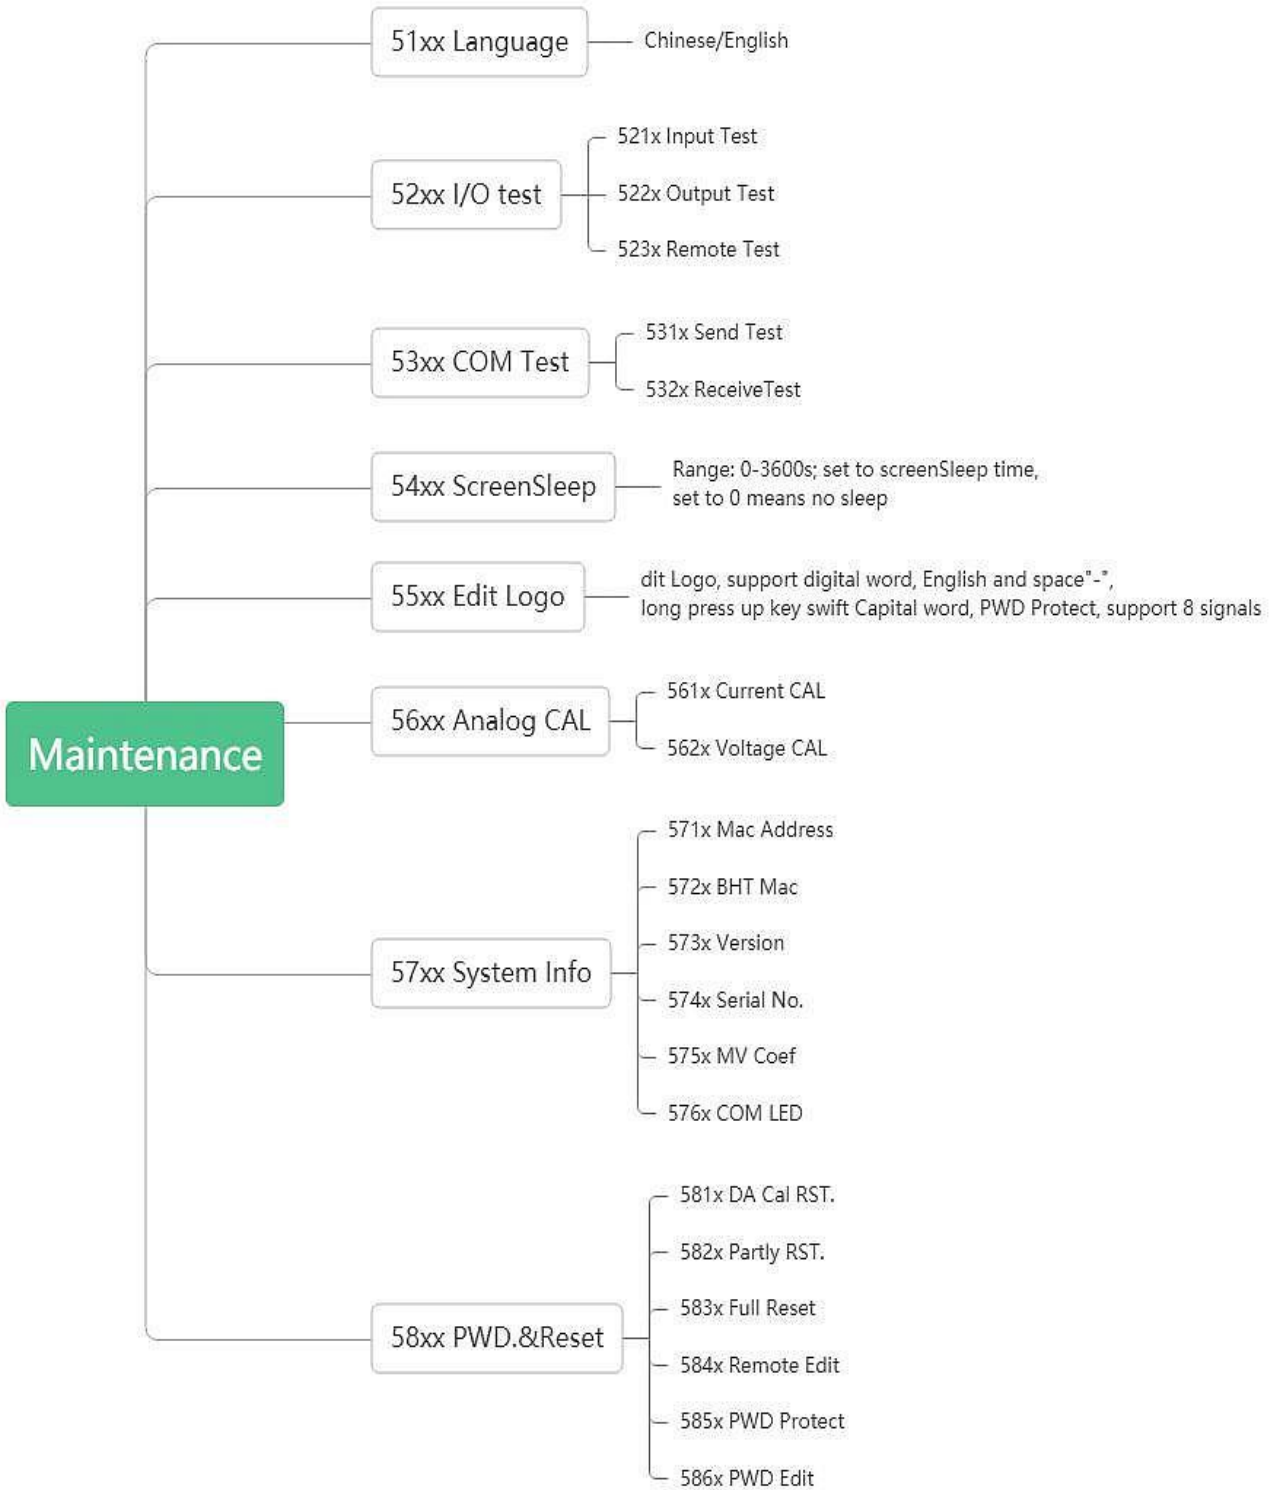 51xx Language
Chinese/English
52xx I/O test
521x Input Test
522x Output Test
523x Remote Test
53xx COM Test
531x Send Test
532x ReceiveTest
54xx ScreenSleep
Range: 0-3600s; set to screenSleep time,
set to 0 means no sleep
55xx Edit Logo
dit Logo, support digital word, English and space"-",
long press up key swift Capital word, PWD Protect, support 8 signals
56xx Analog CAL
561x Current CAL
562x Voltage CAL
Maintenance
57xx System Info
571x Mac Address
572x BHT Mac
573x Version
574x Serial No.
575x MV Coef
576x COM LED
58xx PWD.&Reset
581x DA Cal RST.
582x Partly RST.
583x Full Reset
584x Remote Edit
585x PWD Protect
586x PWD Edit